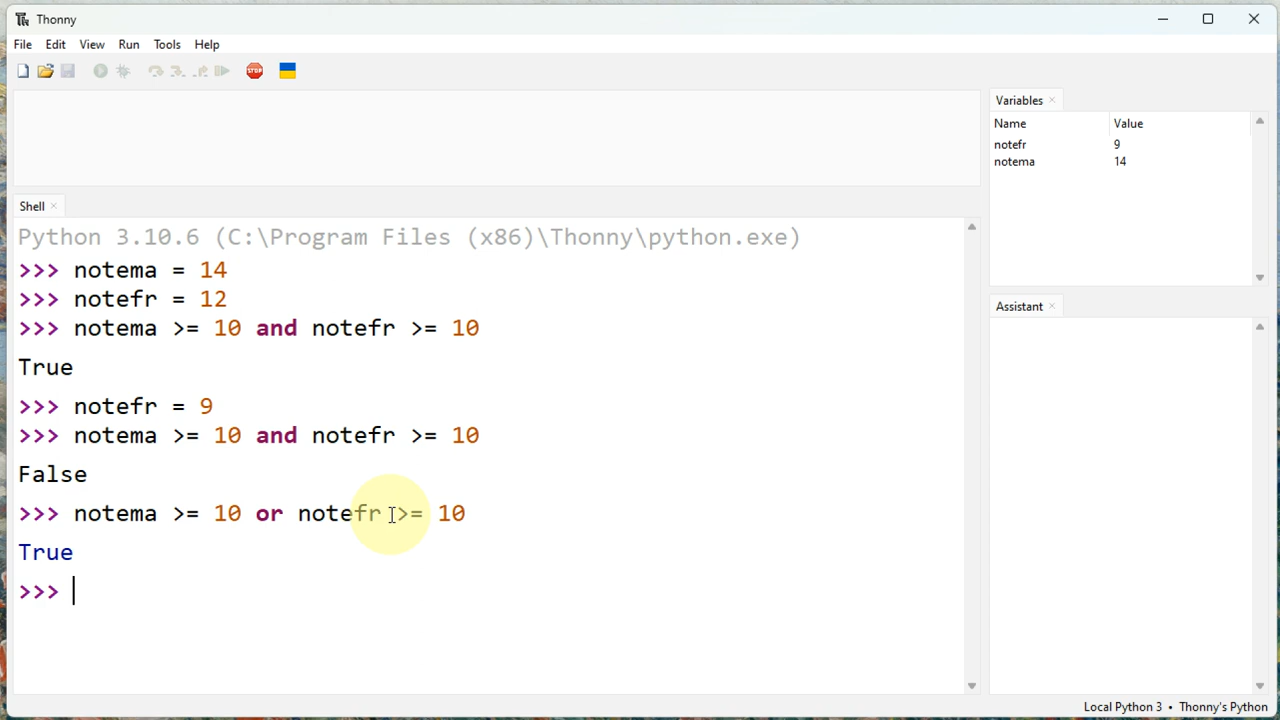 Thonny
File Edit View Run Tools Help
STOP
Variables
Name Value
notefr 9
notema 14
Shell
Python 3.10.6 (C:\Program Files (x86)\Thonny\python.exe)
>>> notema = 14
>>> notefr = 12
>>> notema >= 10 and notefr >= 10
True
>>> notefr = 9
>>> notema >= 10 and notefr >= 10
False
>>> notema >= 10 or notefr >= 10
True
>>>
Assistant
Local Python 3 • Thonny's Python